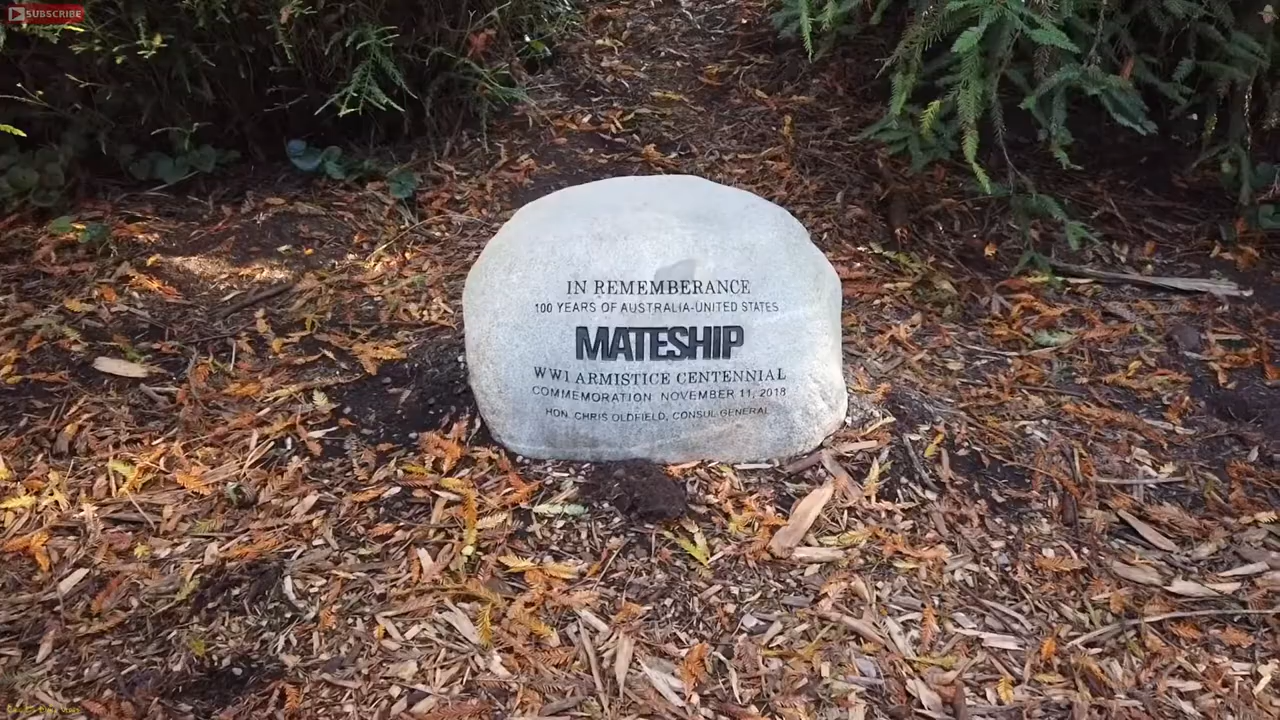 SUBSCRIBE
IN REMEMBERANCE
100 YEARS OF AUSTRALIA-UNITED STATES
MATESHIP
WW1 ARMISTICE CENTENNIAL
COMMEMORATION NOVEMBER 11, 2018
HON. CHRIS OLDFIELD, CONSUL GENERAL